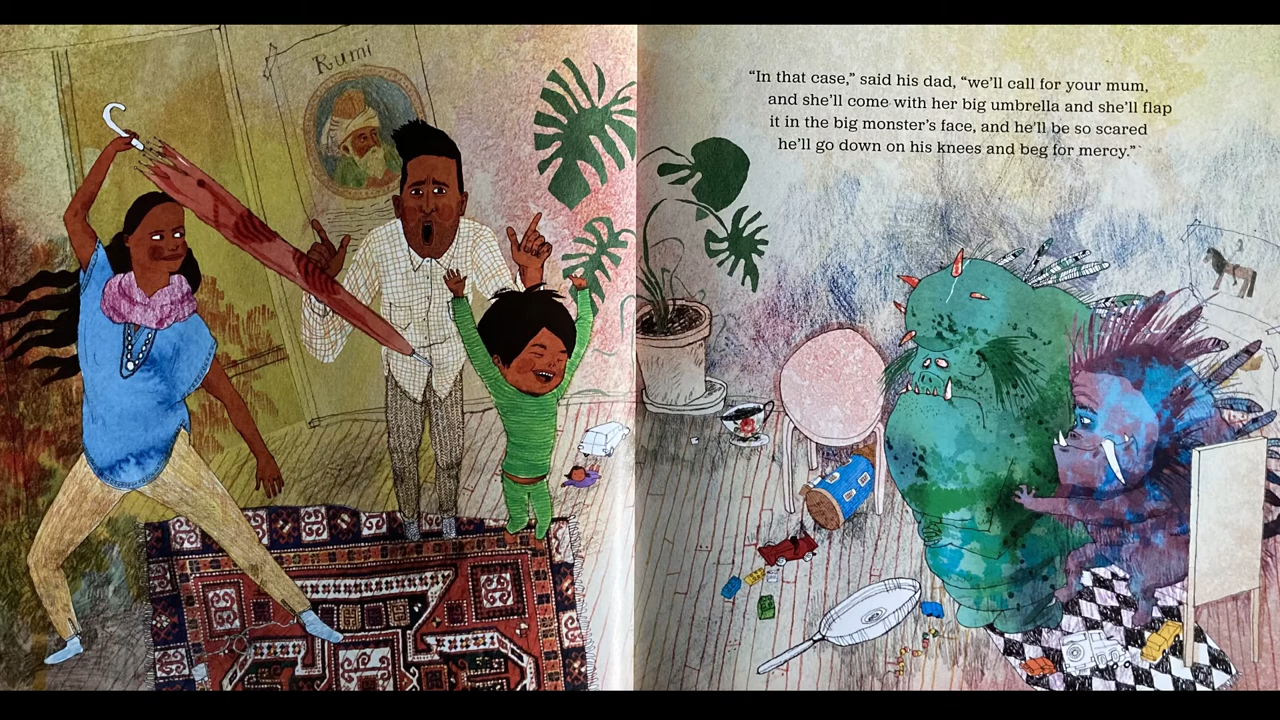 Rumi
“In that case,” said his dad, “we’ll call for your mum,
and she’ll come with her big umbrella and she’ll flap
it in the big monster’s face, and he’ll be so scared
he’ll go down on his knees and beg for mercy.”